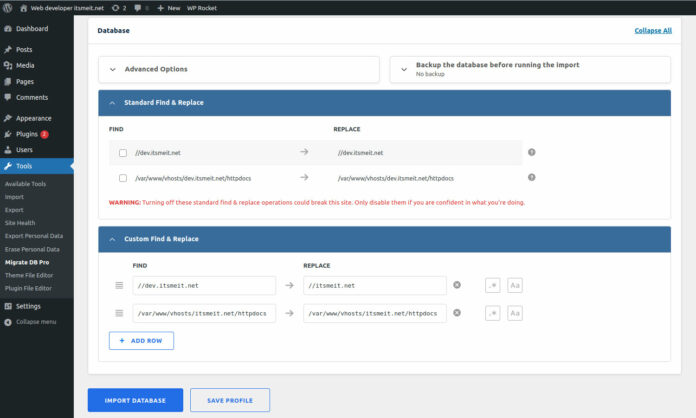 Web developer itsmeit.net 2 0 + New WP Rocket
Dashboard
Posts
Media
Pages
Comments
Appearance
Plugins 2
Users
Tools
Available Tools
Import
Export
Site Health
Export Personal Data
Erase Personal Data
Migrate DB Pro
Theme File Editor
Plugin File Editor
Settings
Collapse menu
Database Collapse All
Advanced Options
Backup the database before running the import
No backup
Standard Find & Replace
FIND REPLACE
//dev.itsmeit.net //dev.itsmeit.net
/var/www/vhosts/dev.itsmeit.net/httpdocs /var/www/vhosts/dev.itsmeit.net/httpdocs
WARNING: Turning off these standard find & replace operations could break this site. Only disable them if you are confident in what you're doing.
Custom Find & Replace
FIND REPLACE
//dev.itsmeit.net //itsmeit.net .* Aa
/var/www/vhosts/itsmeit.net/httpdocs /var/www/vhosts/itsmeit.net/httpdocs .* Aa
+ ADD ROW
IMPORT DATABASE SAVE PROFILE